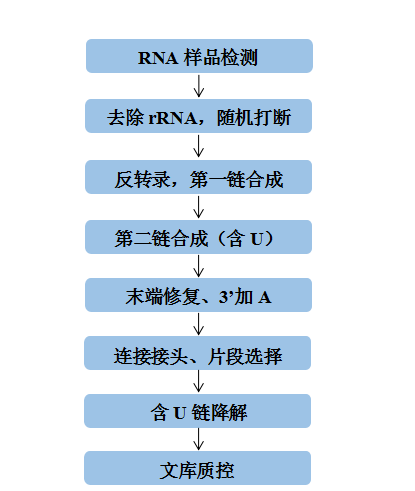 RNA 样品检测
去除 rRNA，随机打断
反转录，第一链合成
第二链合成（含 U）
末端修复、3’加 A
连接接头、片段选择
含 U 链降解
文库质控